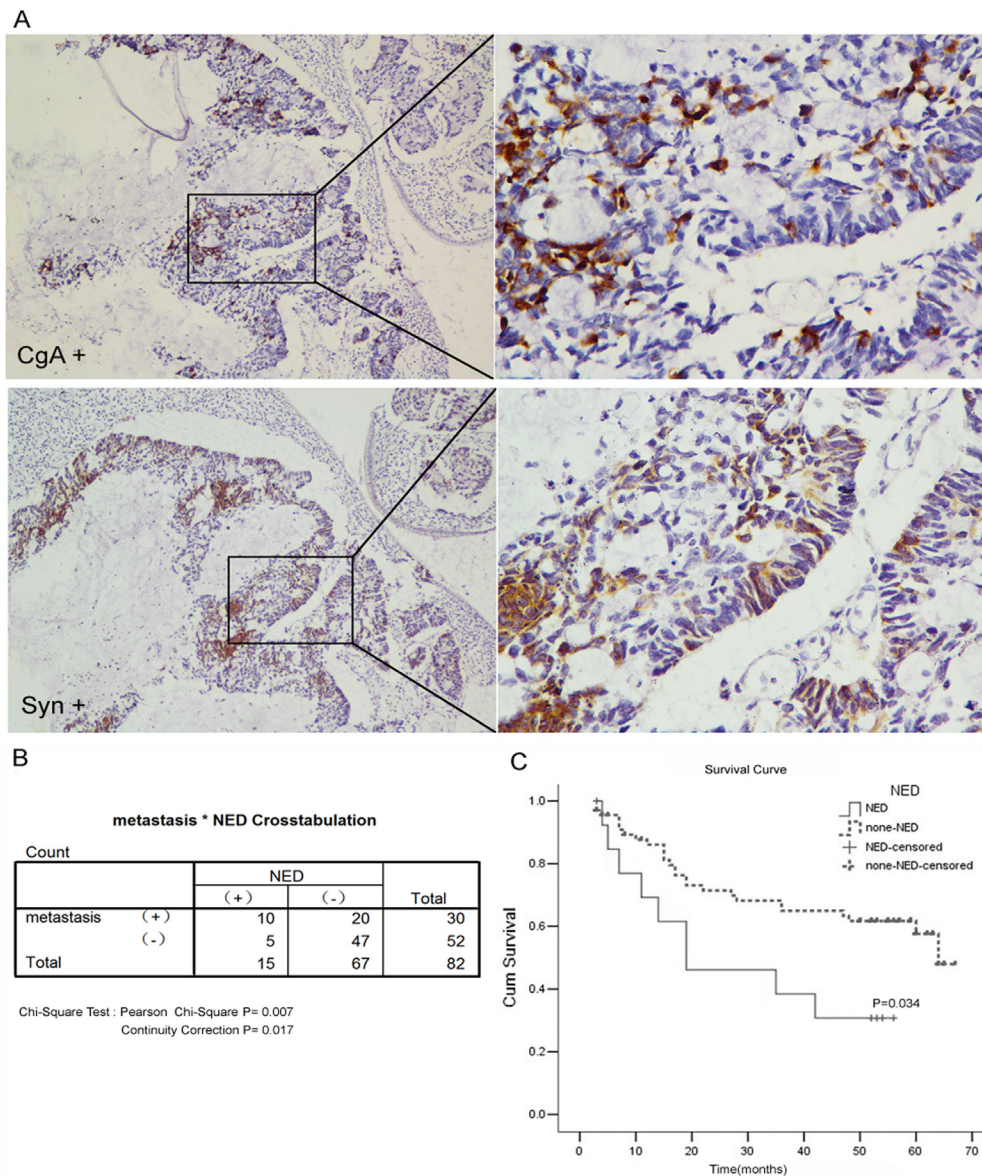 A
CgA +
Syn +
B
metastasis * NED Crosstabulation
Count
NED
(+) (-) Total
metastasis (+) 10 20 30
(-) 5 47 52
Total 15 67 82
Chi-Square Test : Pearson Chi-Square P= 0.007
Continuity Correction P= 0.017
C
Survival Curve
NED
NED
none-NED
NED-censored
none-NED-censored
Cum Survival
1.0
0.8
0.6
0.4
0.2
0.0
P=0.034
0 10 20 30 40 50 60 70
Time(months)